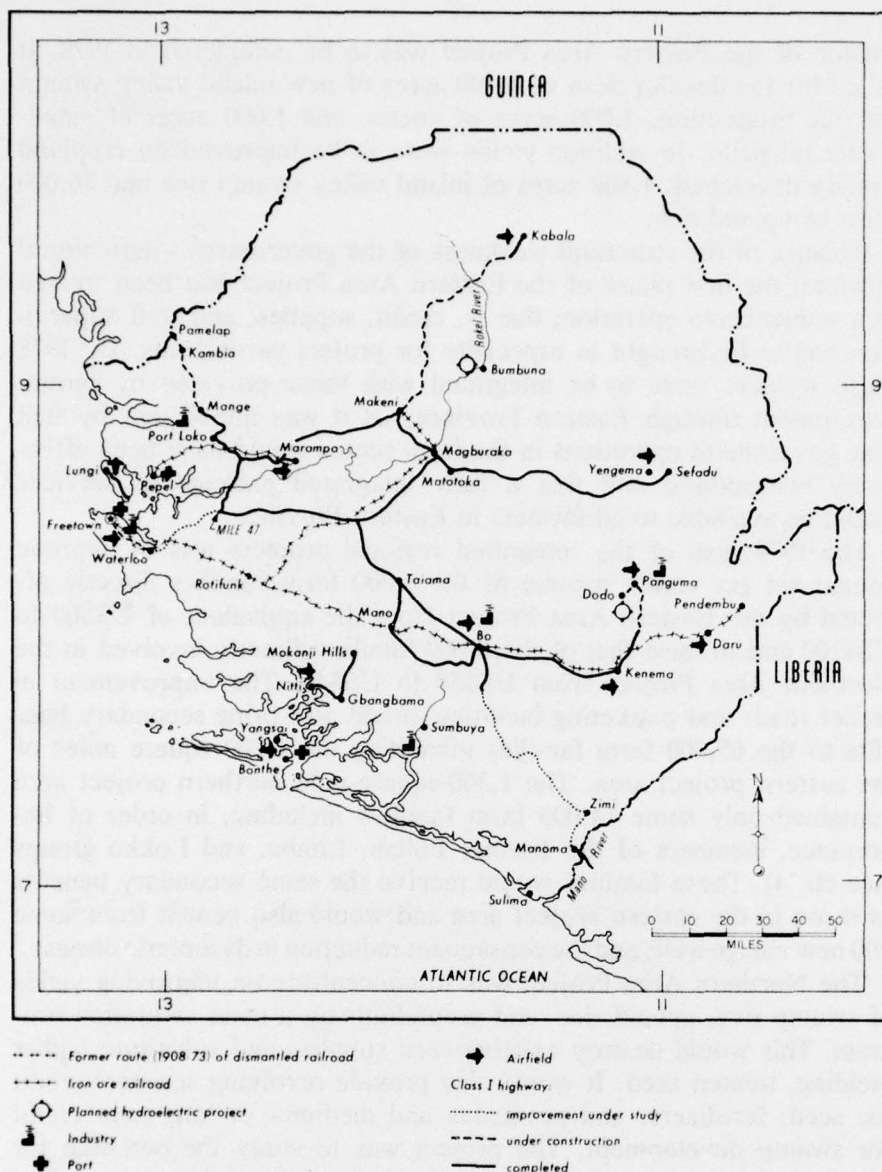 13
11
GUINEA
Kabala
Rokel River
Pamelap
Kambia
Bumbuna
9
9
Mange
Makeni
Port Loko
Marampa
Magburaka
Lungi
Pepel
Matotoka
Yengema
Sefadu
Freetown
MILE
Waterloo
Rotifunk
Taiama
Panguma
Dodo
Pendembu
Mano
Bo
Daru
Mokanji Hills
Kenema
LIBERIA
Nitti
Gbangbama
Yangsai
Sumbuya
Bonthe
Zimi
N
Manoma
Mano River
7
7
Sulima
0 10 20 30 40 50
MILES
ATLANTIC OCEAN
13
11
Former route (1908-73) of dismantled railroad
Iron ore railroad
Planned hydroelectric project
Industry
Port
Airfield
Class I highway:
improvement under study
under construction
completed